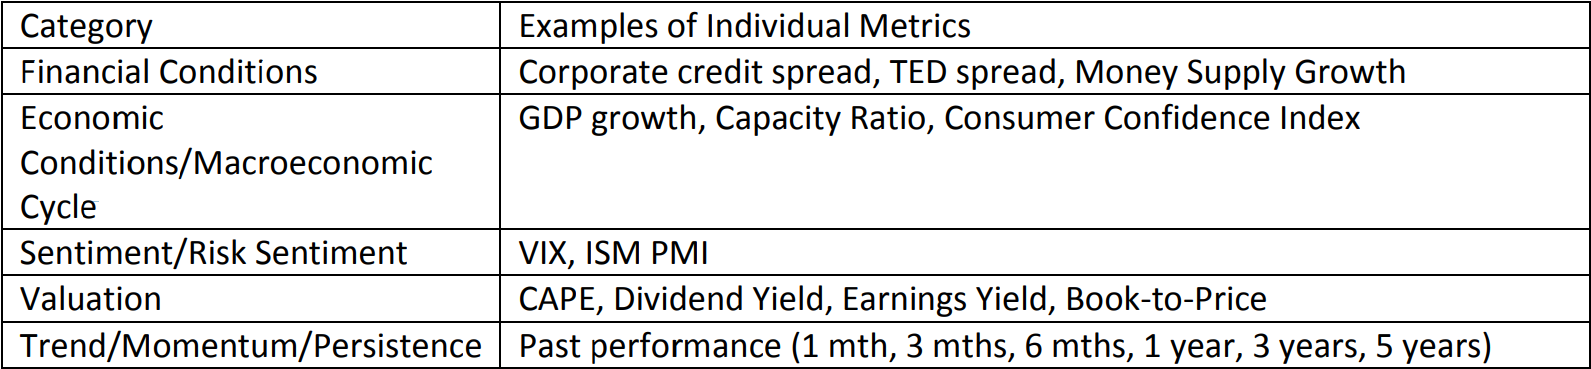 Category
Examples of Individual Metrics
Financial Conditions
Corporate credit spread, TED spread, Money Supply Growth
Economic
Conditions/Macroeconomic
Cycle
GDP growth, Capacity Ratio, Consumer Confidence Index
Sentiment/Risk Sentiment
VIX, ISM PMI
Valuation
CAPE, Dividend Yield, Earnings Yield, Book-to-Price
Trend/Momentum/Persistence
Past performance (1 mth, 3 mths, 6 mths, 1 year, 3 years, 5 years)